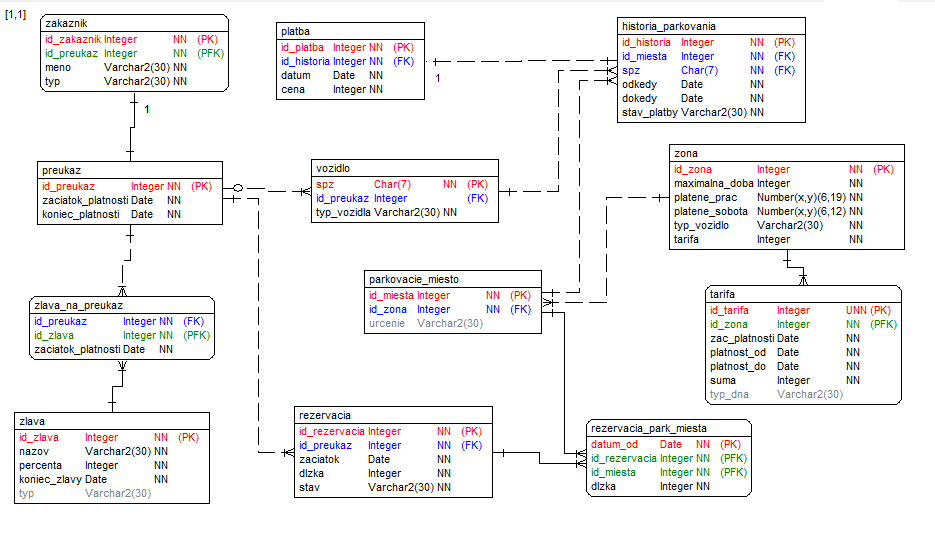 [1,1]
zakaznik
id_zakaznik Integer NN (PK)
id_preukaz Integer NN (PFK)
meno Varchar2(30) NN
typ Varchar2(30) NN
1
platba
id_platba Integer NN (PK)
id_historia Integer NN (FK)
datum Date NN
cena Integer NN
1
historia_parkovania
id_historia Integer NN (PK)
id_miesta Integer NN (FK)
spz Char(7) NN (FK)
odkedy Date NN
dokedy Date NN
stav_platby Varchar2(30) NN
preukaz
id_preukaz Integer NN (PK)
zaciatok_platnosti Date NN
koniec_platnosti Date NN
vozidlo
spz Char(7) NN (PK)
id_preukaz Integer (FK)
typ_vozidla Varchar2(30) NN
zona
id_zona Integer NN (PK)
maximalna_doba Integer NN
platene_prac Number(x,y)(6,19) NN
platene_sobota Number(x,y)(6,12) NN
typ_vozidlo Varchar2(30) NN
tarifa Integer NN
parkovacie_miesto
id_miesta Integer NN (PK)
id_zona Integer NN (FK)
urcenie Varchar2(30)
zlava_na_preukaz
id_preukaz Integer NN (FK)
id_zlava Integer NN (PFK)
zaciatok_platnosti Date NN
tarifa
id_tarifa Integer UNN (PK)
id_zona Integer NN (PFK)
zac_platnosti Date NN
platnost_od Date NN
platnost_do Date NN
suma Integer NN
typ_dna Varchar2(30)
zlava
id_zlava Integer NN (PK)
nazov Varchar2(30) NN
percenta Integer NN
koniec_zlavy Date NN
typ Varchar2(30)
rezervacia
id_rezervacia Integer NN (PK)
id_preukaz Integer NN (FK)
zaciatok Date NN
dlzka Integer NN
stav Varchar2(30) NN
rezervacia_park_miesta
datum_od Date NN (PK)
id_rezervacia Integer NN (PFK)
id_miesta Integer NN (PFK)
dlzka Integer NN